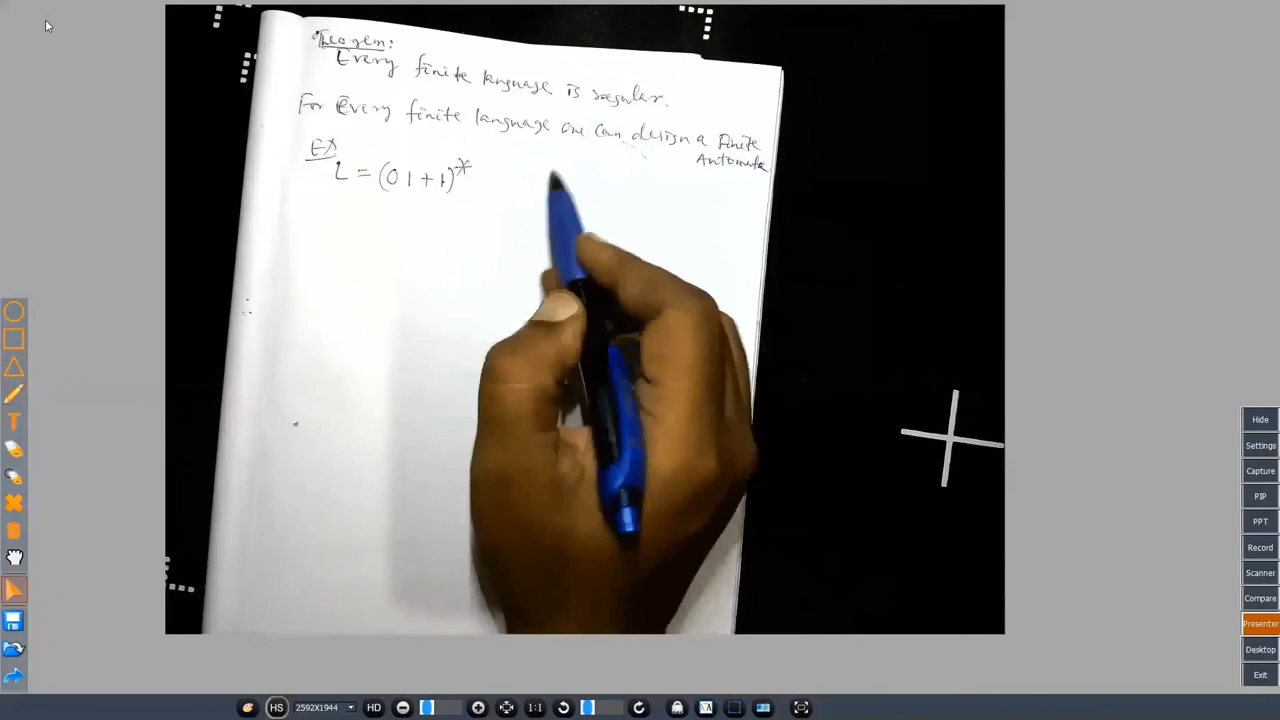 Theorem:
Every finite language is regular.
For Every finite language one can design a Finite
Automata
EX
L = (01+1)*
Hide
Settings
Capture
PIP
PPT
Record
Scanner
Compare
Presenter
Desktop
Exit
T
HS 2592X1944 HD 1:1